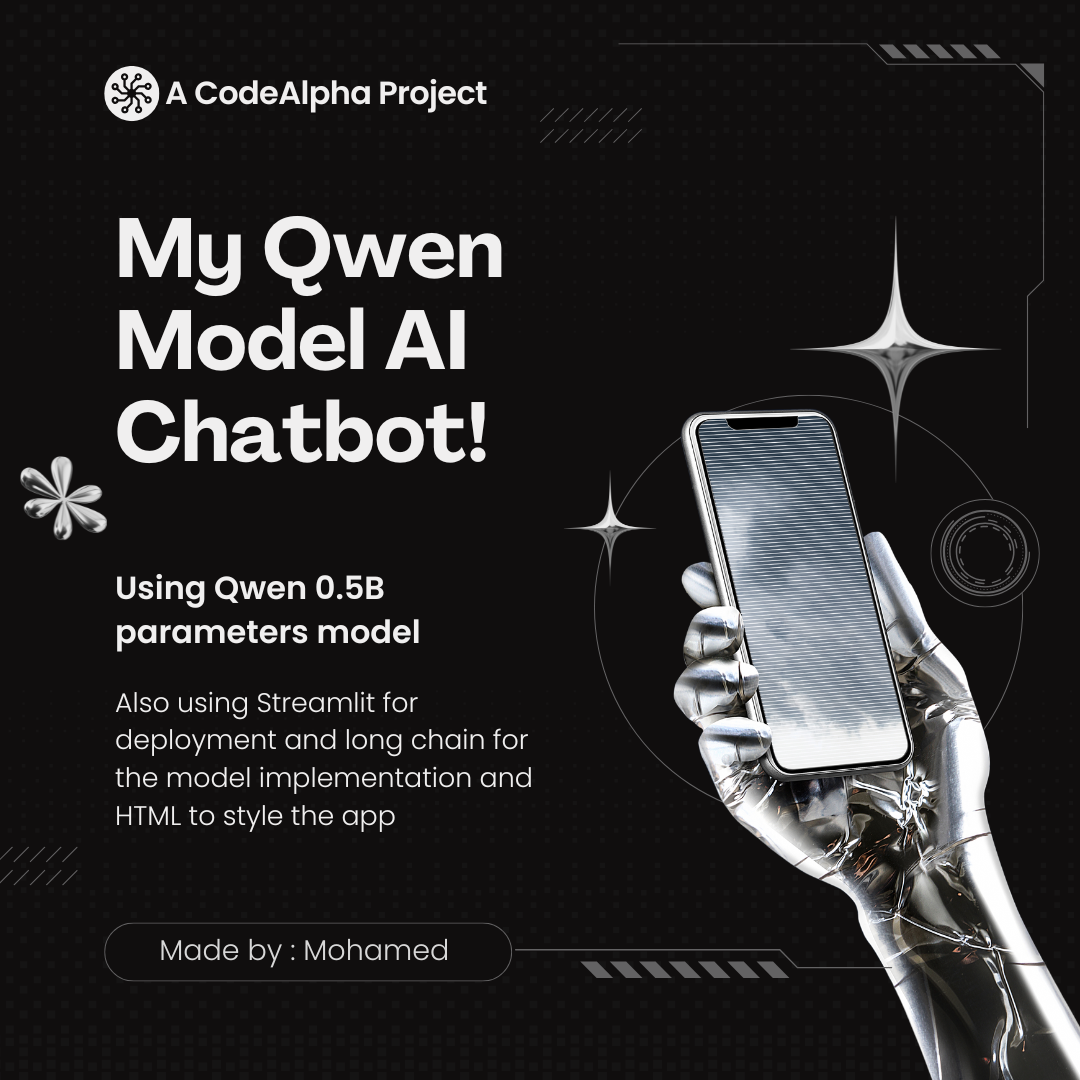 A CodeAlpha Project
My Qwen
Model AI
Chatbot!
Using Qwen 0.5B
parameters model
Also using Streamlit for
deployment and long chain for
the model implementation and
HTML to style the app
Made by : Mohamed